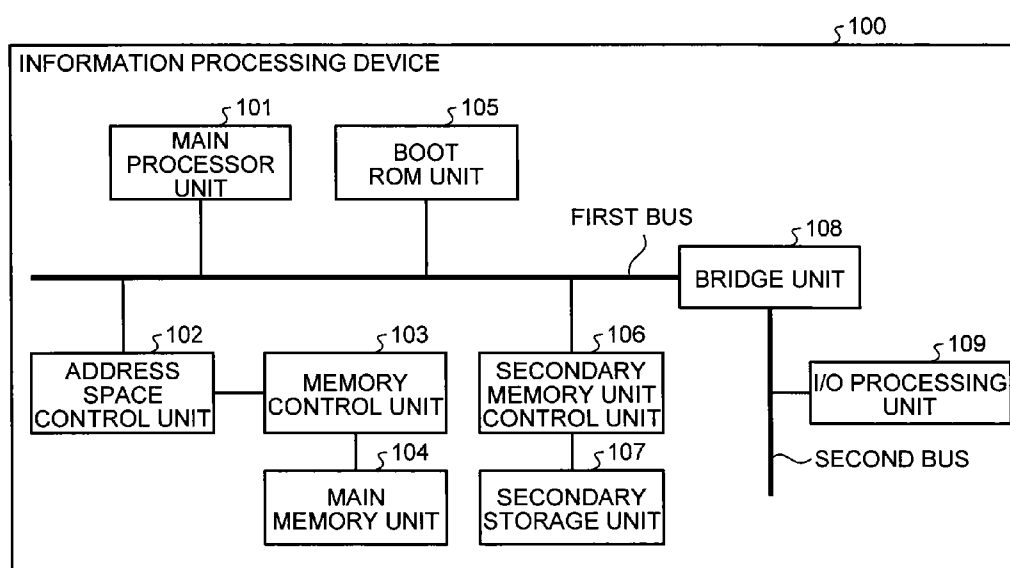 100
INFORMATION PROCESSING DEVICE
101
MAIN
PROCESSOR
UNIT
105
BOOT
ROM UNIT
FIRST BUS
108
BRIDGE UNIT
102
ADDRESS
SPACE
CONTROL UNIT
103
MEMORY
CONTROL UNIT
106
SECONDARY
MEMORY UNIT
CONTROL UNIT
109
I/O PROCESSING
UNIT
104
MAIN
MEMORY UNIT
107
SECONDARY
STORAGE UNIT
SECOND BUS